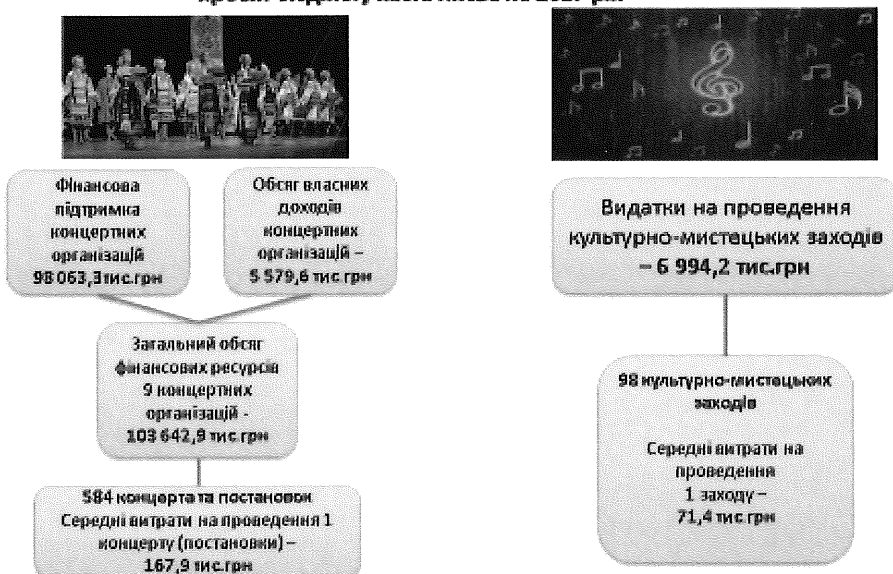 Фінансова
підтримка
концертних
організацій
98 063,3тис.грн
Обсяг власних
доходів
концертних
організацій –
5 579,6 тис.грн
Загальний обсяг
фінансових ресурсів
9 концертних
організацій -
103 642,9 тис.грн
584 концерта та постановок
Середні витрати на проведення 1
концерту (постановки) –
167,9 тис.грн
Видатки на проведення
культурно-мистецьких заходів
– 6 994,2 тис.грн
98 культурно-мистецьких
заходів
Середні витрати на
проведення
1 заходу –
71,4 тис.грн